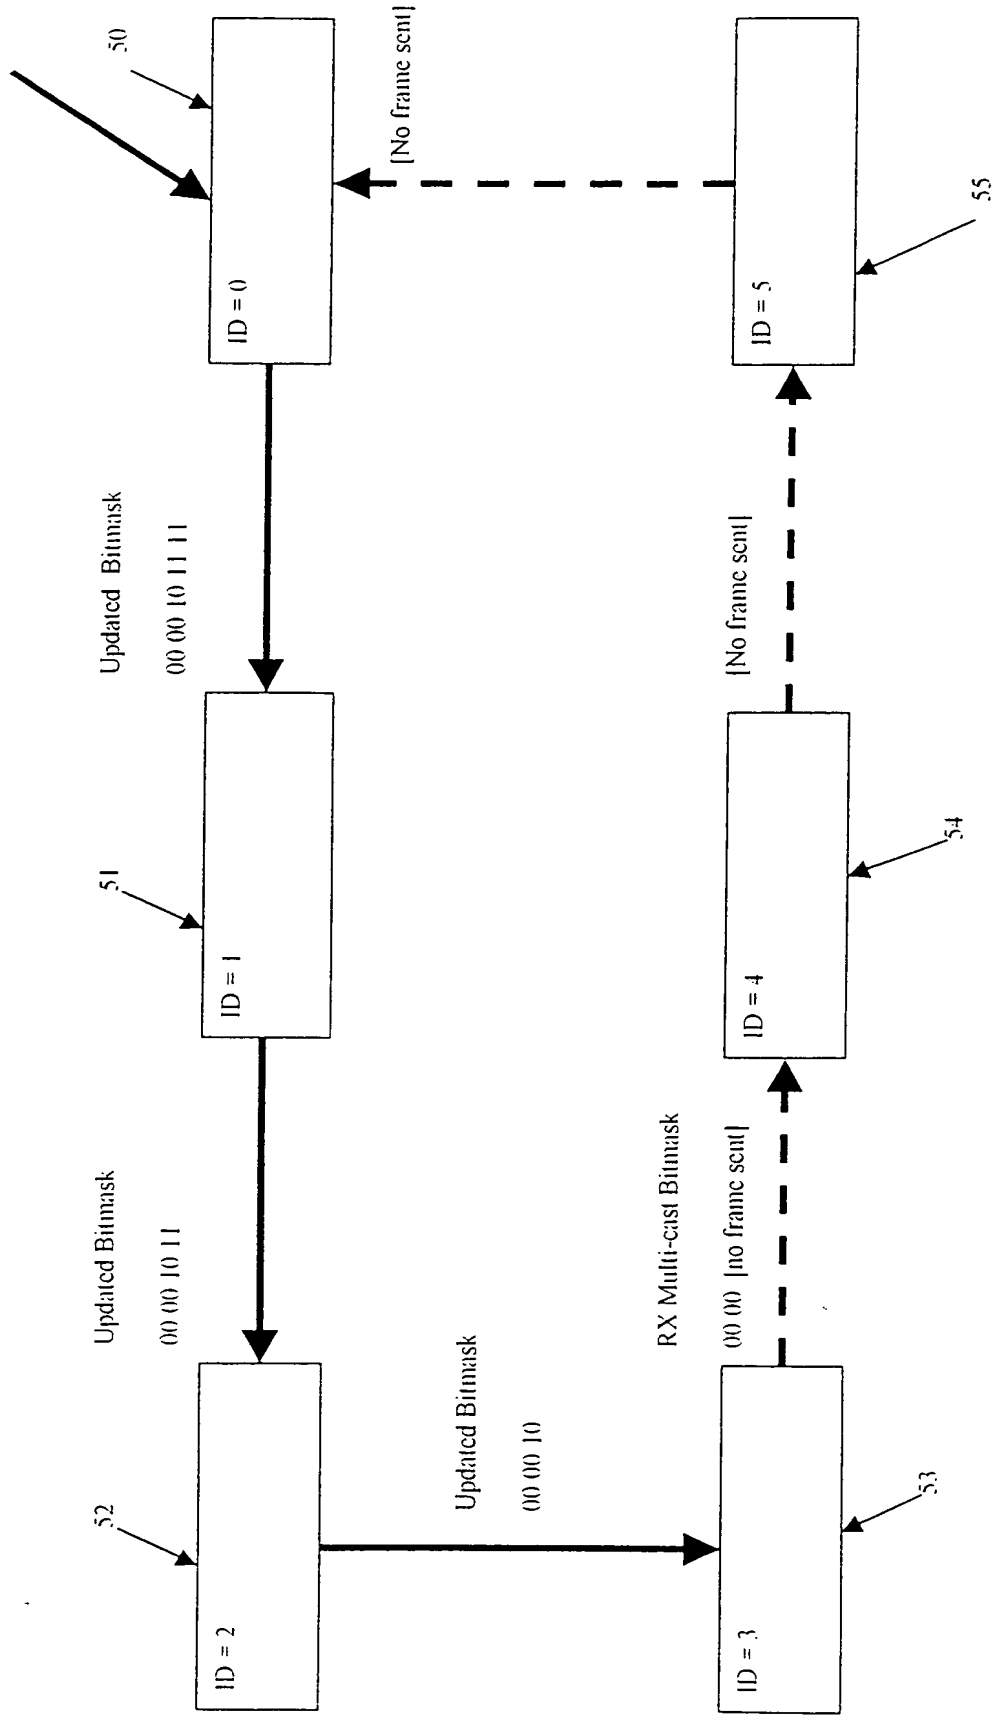 50
ID = 0
[No frame sent]
Updated Bitmask
00 00 10 11 11
51
ID = 1
Updated Bitmask
00 00 10 11
52
ID = 2
Updated Bitmask
00 00 10
ID = 3
53
RX Multi-cast Bitmask
00 00 [no frame sent]
ID = 4
54
[No frame sent]
ID = 5
55